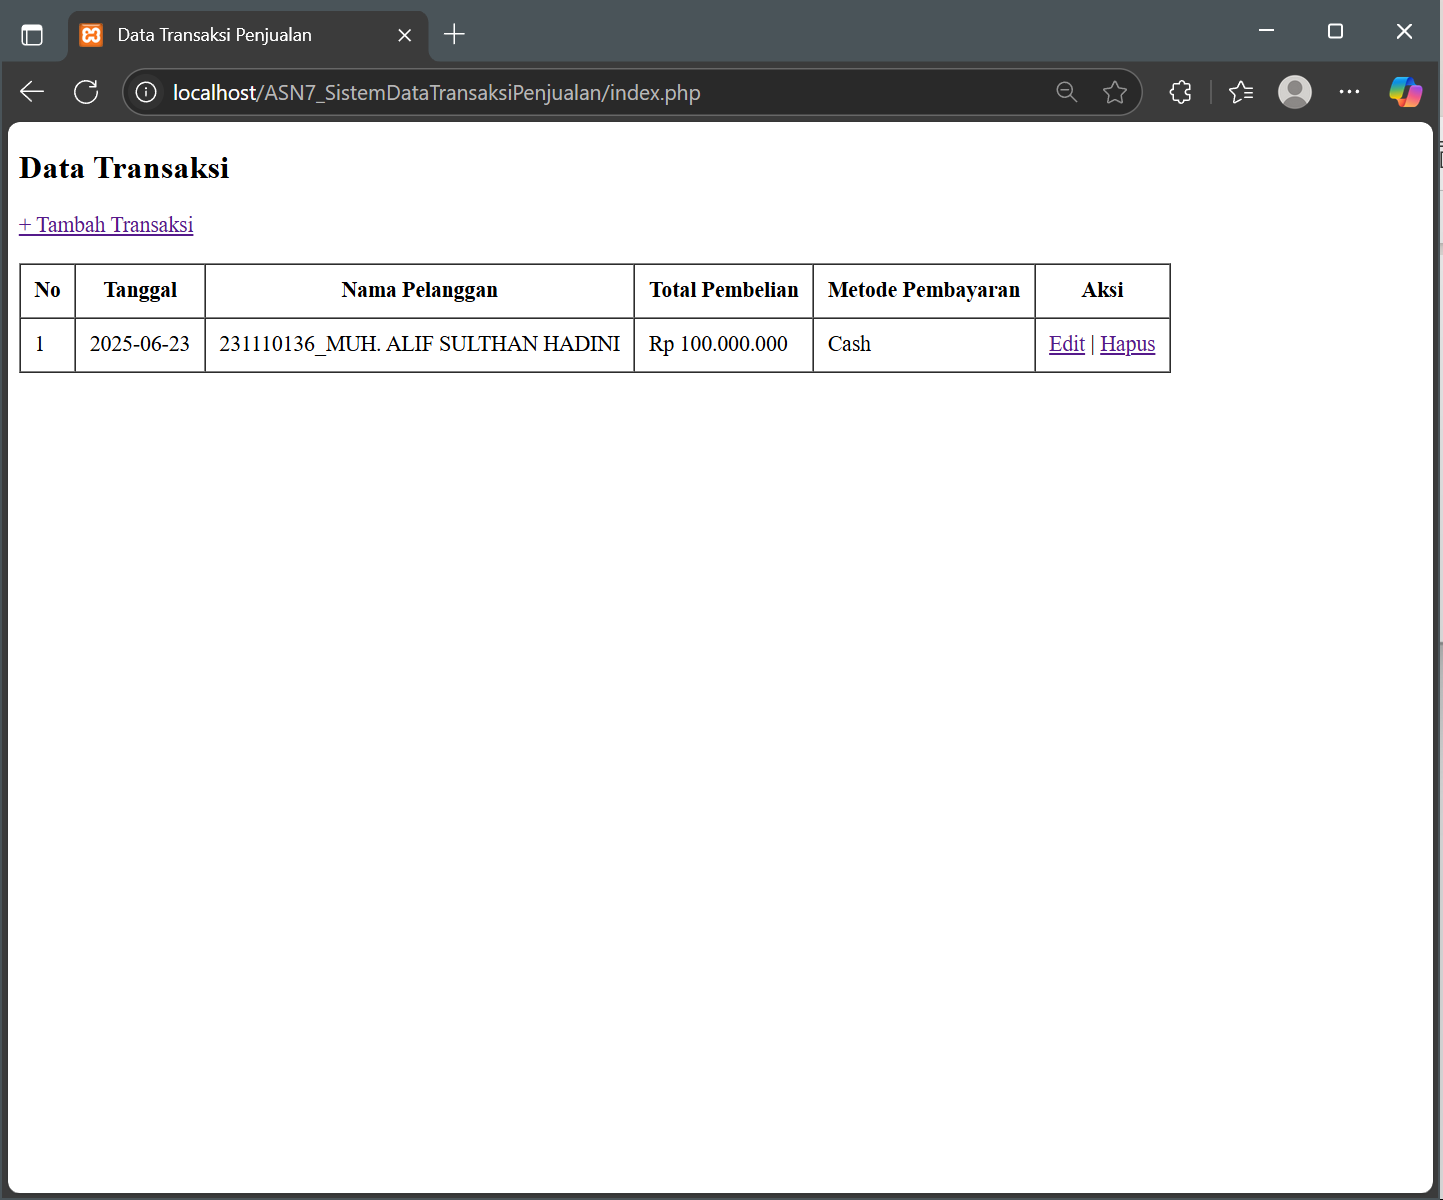 Data Transaksi Penjualan
localhost/ASN7_SistemDataTransaksiPenjualan/index.php
Data Transaksi
+ Tambah Transaksi
No Tanggal Nama Pelanggan Total Pembelian Metode Pembayaran Aksi
1 2025-06-23 231110136_MUH. ALIF SULTHAN HADINI Rp 100.000.000 Cash Edit | Hapus